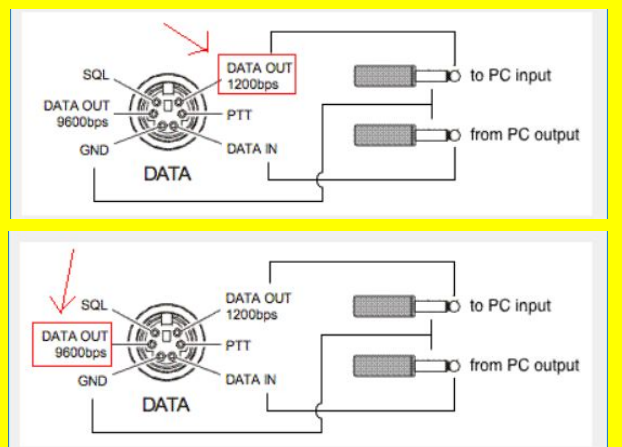 SQL
DATA OUT
1200bps
to PC input
DATA OUT
9600bps
PTT
from PC output
GND
DATA IN
DATA
SQL
DATA OUT
1200bps
to PC input
DATA OUT
9600bps
PTT
from PC output
GND
DATA IN
DATA